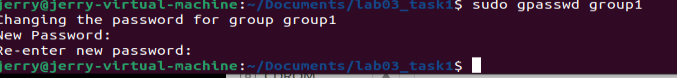 jerry@jerry-virtual-machine:~/Documents/lab03_task1$ sudo gpasswd group1
Changing the password for group group1
New Password:
Re-enter new password:
jerry@jerry-virtual-machine:~/Documents/lab03_task1$